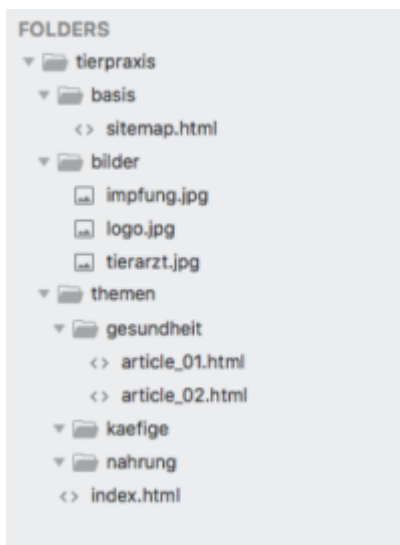 FOLDERS
tierpraxis
basis
sitemap.html
bilder
impfung.jpg
logo.jpg
tierarzt.jpg
themen
gesundheit
article_01.html
article_02.html
kaefige
nahrung
index.html